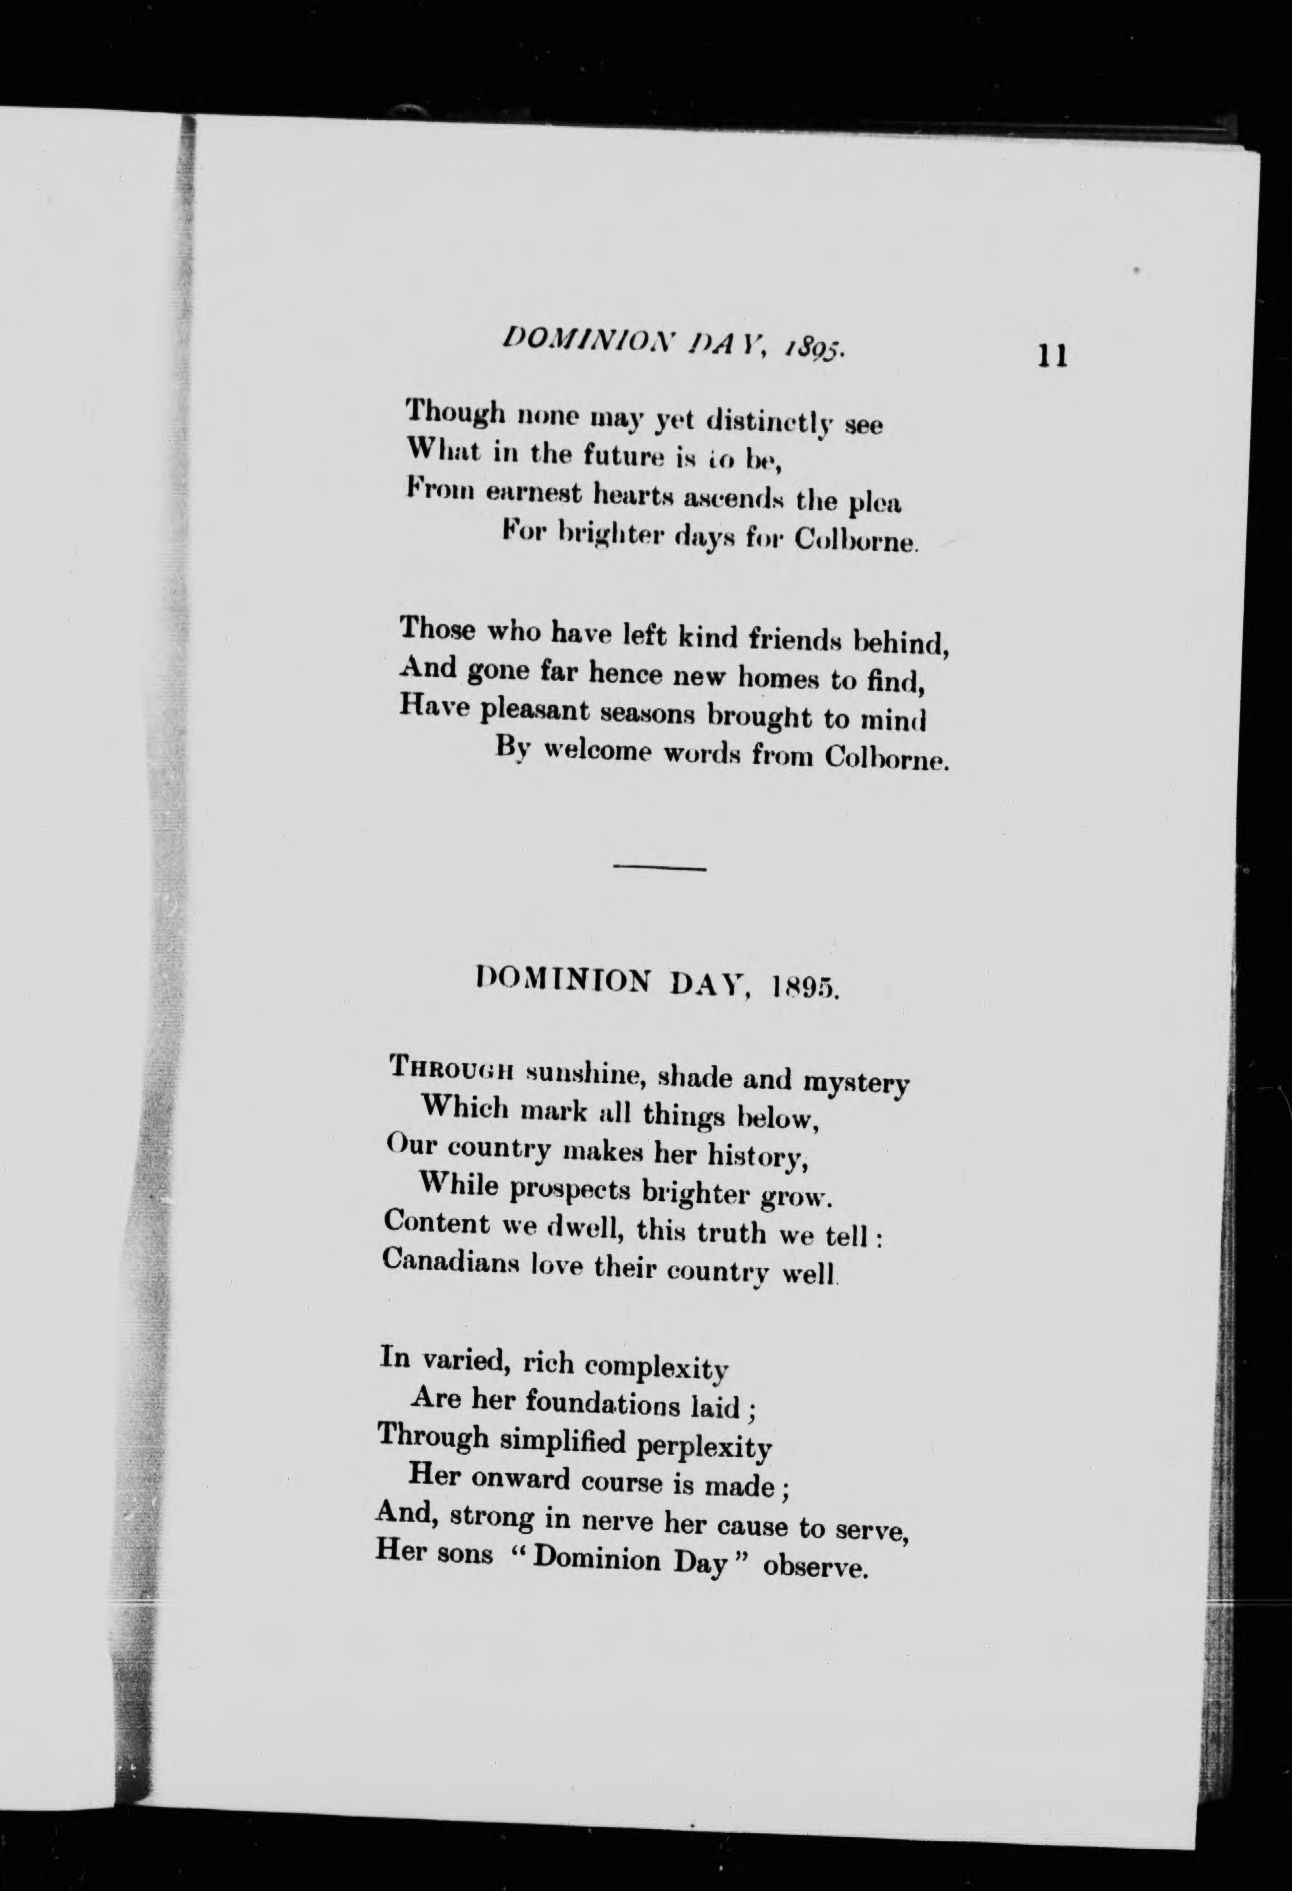 DOMINION DAY, 1895. 11
Though none may yet distinctly see
What in the future is to be,
From earnest hearts ascends the plea
For brighter days for Colborne.
Those who have left kind friends behind,
And gone far hence new homes to find,
Have pleasant seasons brought to mind
By welcome words from Colborne.
DOMINION DAY, 1895.
THROUGH sunshine, shade and mystery
Which mark all things below,
Our country makes her history,
While prospects brighter grow.
Content we dwell, this truth we tell :
Canadians love their country well.
In varied, rich complexity
Are her foundations laid ;
Through simplified perplexity
Her onward course is made ;
And, strong in nerve her cause to serve,
Her sons “ Dominion Day ” observe.